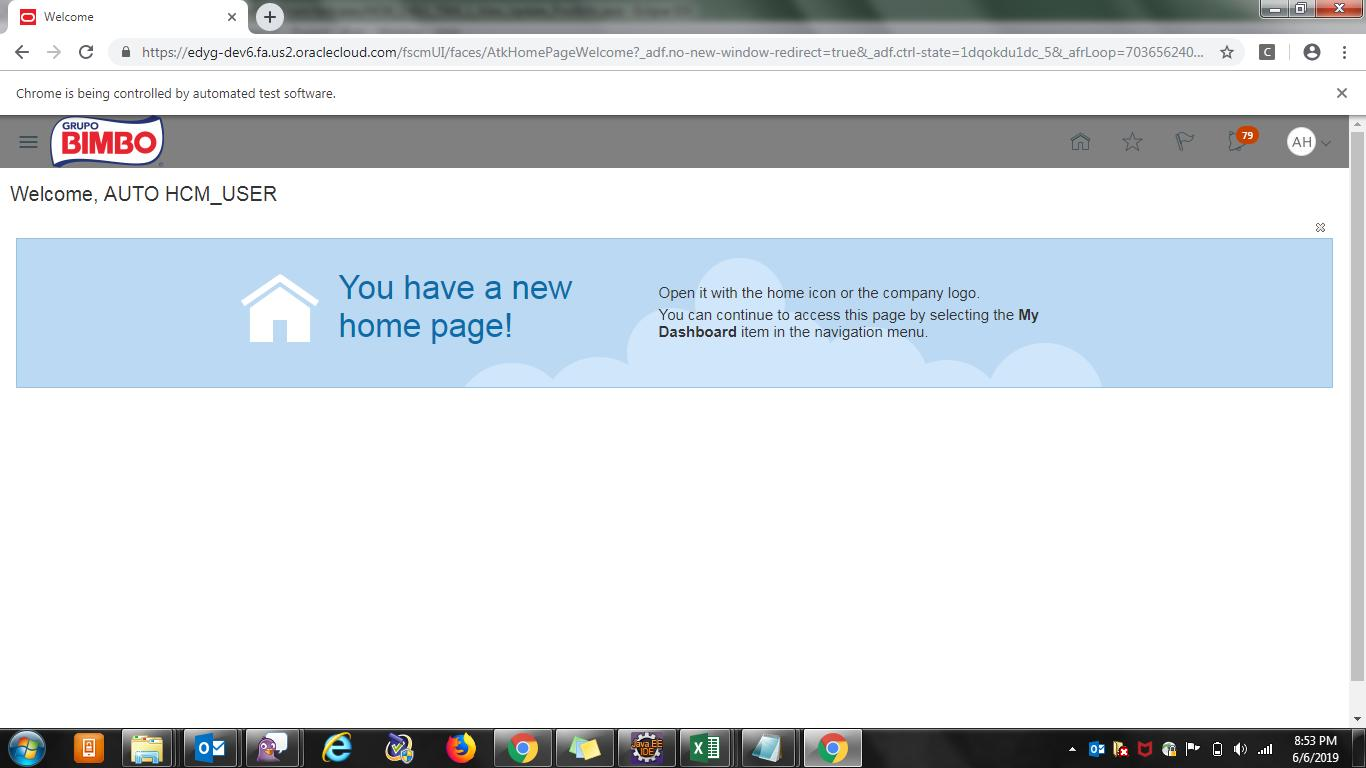 Welcome
https://edyg-dev6.fa.us2.oraclecloud.com/fscmUI/faces/AtkHomePageWelcome?_adf.no-new-window-redirect=true&_adf.ctrl-state=1dqokdu1dc_5&_afrLoop=703656240...
C
Chrome is being controlled by automated test software.
GRUPO
BIMBO
79
AH
Welcome, AUTO HCM_USER
You have a new
home page!
Open it with the home icon or the company logo.
You can continue to access this page by selecting the My
Dashboard item in the navigation menu.
Java EE
IDE
8:53 PM
6/6/2019